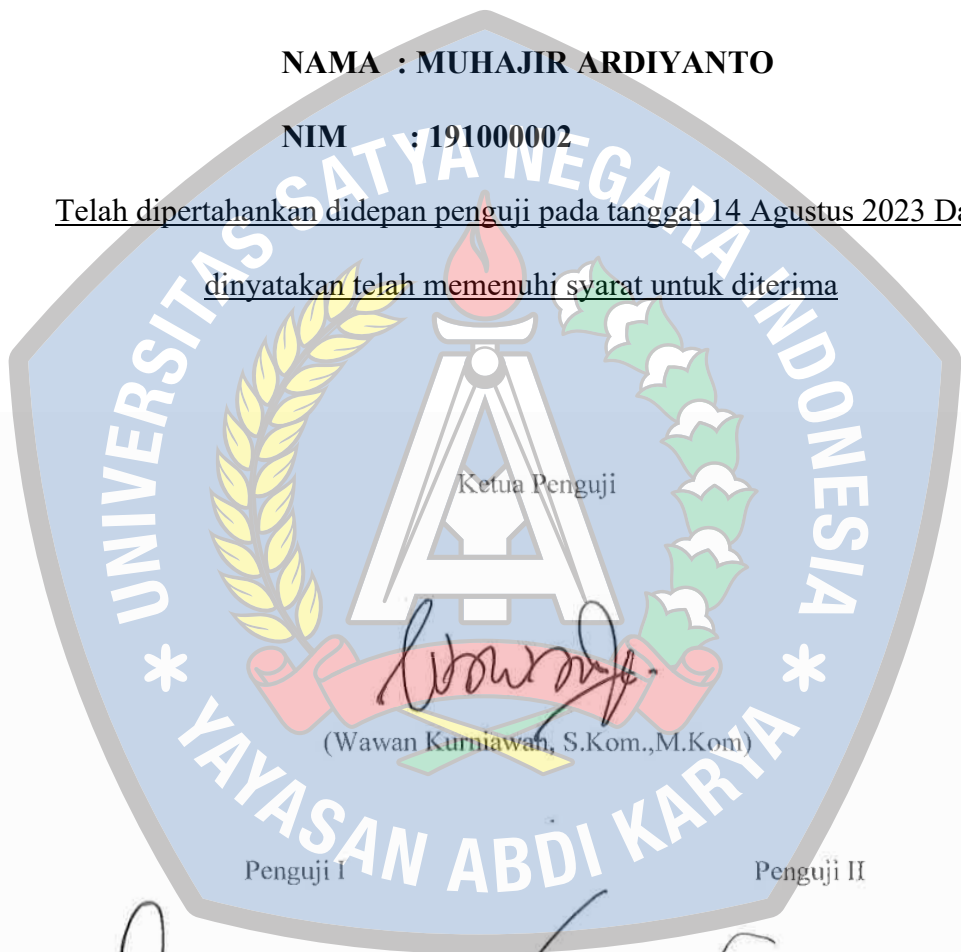 NAMA : MUHAJIR ARDIYANTO
NIM : 191000002
Telah dipertahankan didepan penguji pada tanggal 14 Agustus 2023 Da
dinyatakan telah memenuhi syarat untuk diterima
UNIVERSITAS SATYA NEGARA INDONESIA
Ketua Penguji
(Wawan Kurniawan, S.Kom.,M.Kom)
* YAYASAN ABDI KARYA *
Penguji I Penguji II